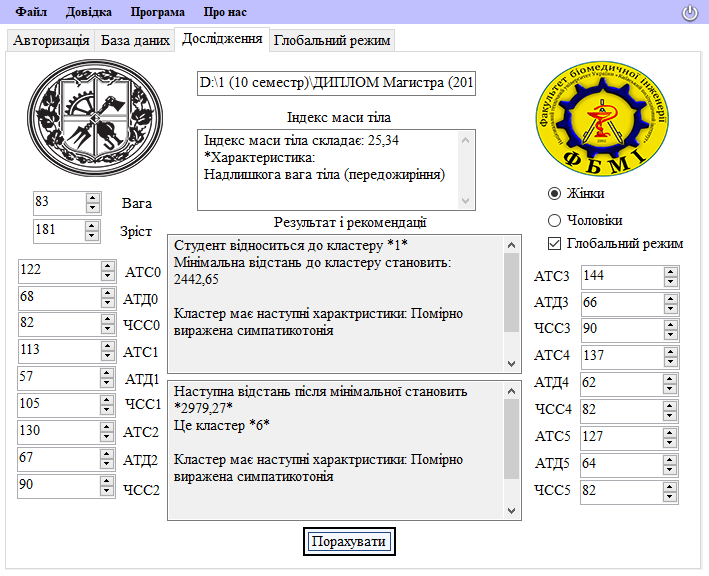 Файл Довідка Програма Про нас
Авторизація База даних Дослідження Глобальний режим
D:\1 (10 семестр)\ДИПЛОМ Магистра (201
Індекс маси тіла
Індекс маси тіла складає: 25,34
*Характеристика:
Надлишкога вага тіла (передожиріння)
Факультет біомедичної Інженерії
ФБМІ
83 Вага
181 Зріст
Жінки
Чоловіки
Глобальний режим
Результат і рекомендації
Студент відноситься до кластеру *1*
Мінімальна відстань до кластеру становить:
2442,65
Кластер має наступні характристики: Помірно
виражена симпатикотонія
Наступна відстань після мінімальної становить
*2979,27*
Це кластер *6*
Кластер має наступні характристики: Помірно
виражена симпатикотонія
122 АТС0
68 АТД0
82 ЧСС0
113 АТС1
57 АТД1
105 ЧСС1
130 АТС2
67 АТД2
90 ЧСС2
АТС3 144
АТД3 66
ЧСС3 90
АТС4 137
АТД4 62
ЧСС4 82
АТС5 127
АТД5 64
ЧСС5 82
Порахувати